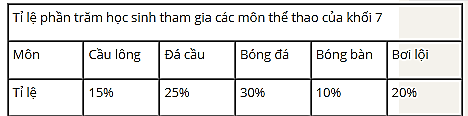 Tỉ lệ phần trăm học sinh tham gia các môn thể thao của khối 7
Môn Cầu lông Đá cầu Bóng đá Bóng bàn Bơi lội
Tỉ lệ 15% 25% 30% 10% 20%